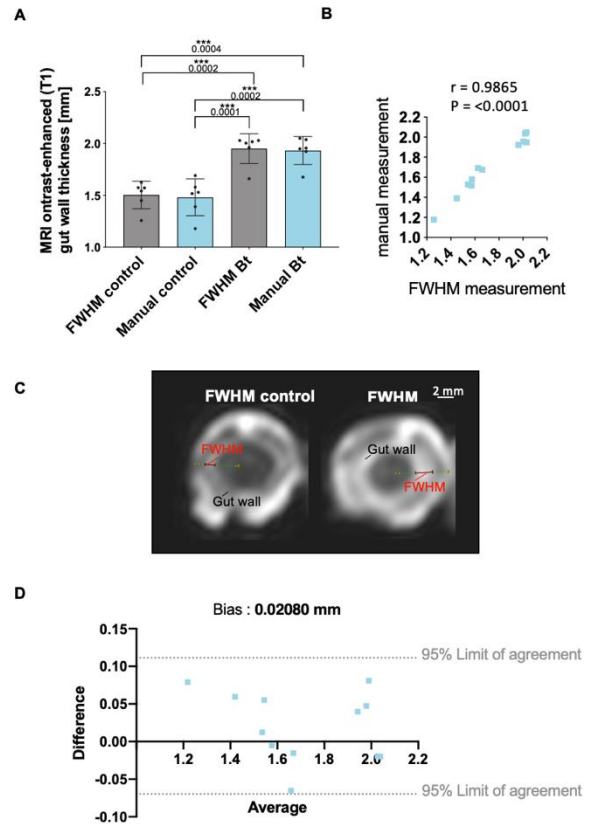 A
***
0.0004
***
0.0002
***
0.0002
***
0.0001
MRI ontrast-enhanced (T1)
gut wall thickness [mm]
2.5
2.0
1.5
1.0
FWHM control
Manual control
FWHM Bt
Manual Bt
B
r = 0.9865
P = <0.0001
manual measurement
2.2
2.0
1.8
1.6
1.4
1.2
1.0
1.2
1.4
1.6
1.8
2.0
2.2
FWHM measurement
C
FWHM control
FWHM
2 mm
FWHM
Gut wall
Gut wall
FWHM
D
Bias : 0.02080 mm
Difference
0.15
0.10
0.05
0.00
-0.05
-0.10
95% Limit of agreement
1.2 1.4 1.6 1.8 2.0 2.2
95% Limit of agreement
Average